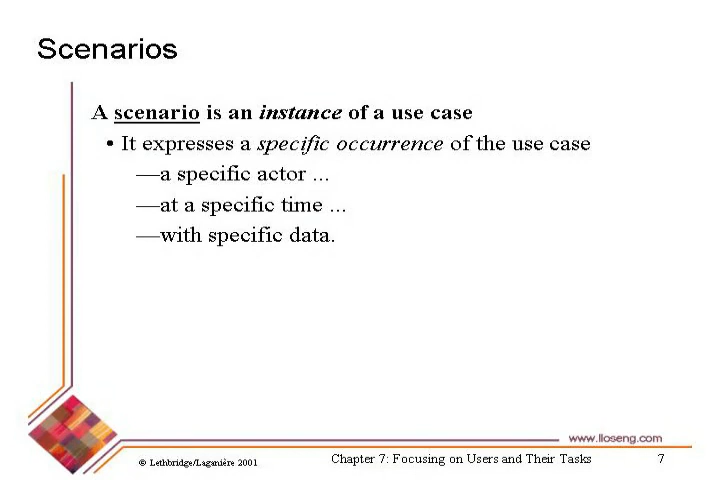 Scenarios
A scenario is an instance of a use case
• It expresses a specific occurrence of the use case
—a specific actor ...
—at a specific time ...
—with specific data.
www.lloseng.com
© Lethbridge/Laganière 2001
Chapter 7: Focusing on Users and Their Tasks
7